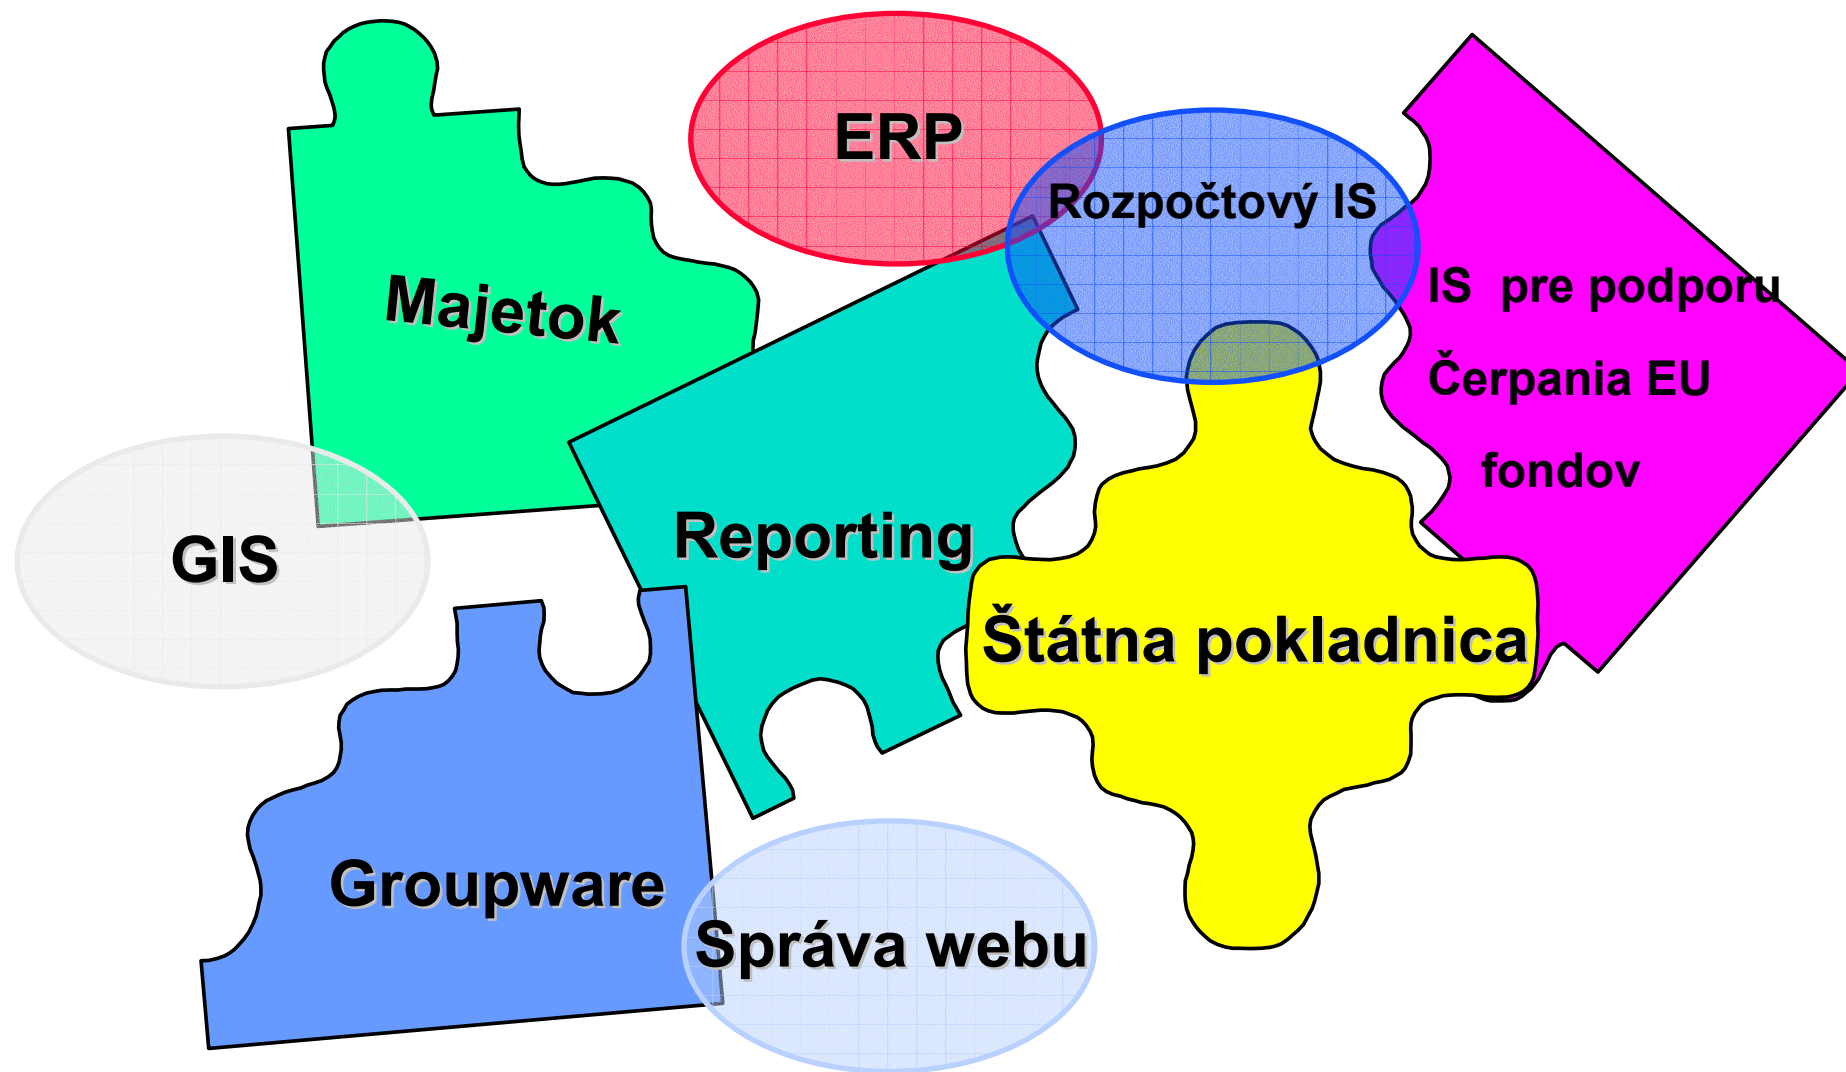 ERP
Rozpočtový IS
Majetok
IS pre podporu
Čerpania EU
fondov
GIS
Reporting
Štátna pokladnica
Groupware
Správa webu